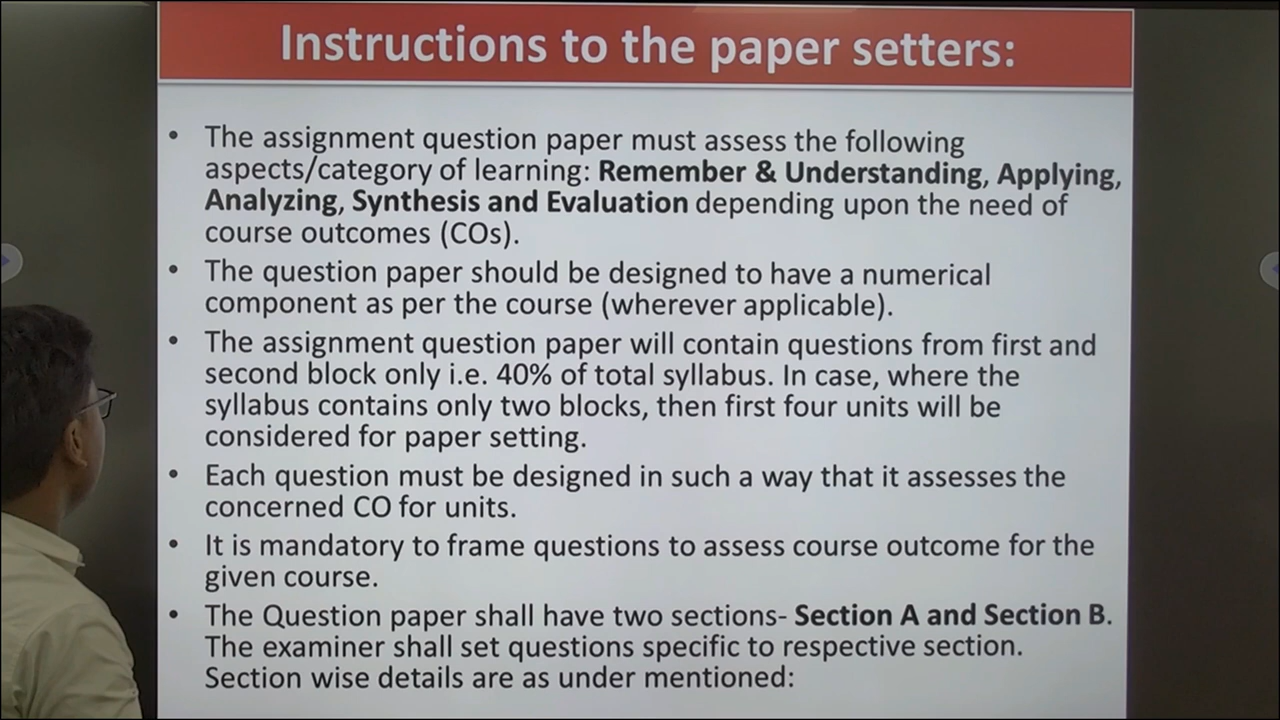 Instructions to the paper setters:
• The assignment question paper must assess the following
aspects/category of learning: Remember & Understanding, Applying,
Analyzing, Synthesis and Evaluation depending upon the need of
course outcomes (COs).
• The question paper should be designed to have a numerical
component as per the course (wherever applicable).
• The assignment question paper will contain questions from first and
second block only i.e. 40% of total syllabus. In case, where the
syllabus contains only two blocks, then first four units will be
considered for paper setting.
• Each question must be designed in such a way that it assesses the
concerned CO for units.
• It is mandatory to frame questions to assess course outcome for the
given course.
• The Question paper shall have two sections- Section A and Section B.
The examiner shall set questions specific to respective section.
Section wise details are as under mentioned: